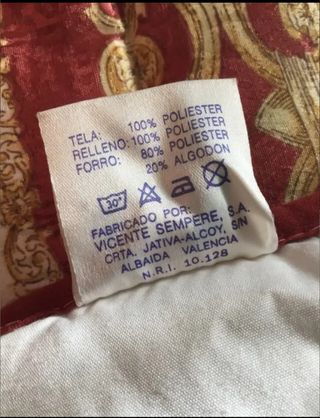 TELA: 100% POLIESTER
RELLENO: 100% POLIESTER
FORRO: 80% POLIESTER
20% ALGODON
30°
FABRICADO POR:
VICENTE SEMPERE, S.A.
CRTA. JATIVA-ALCOY, S/N
ALBAIDA VALENCIA
N.R.I. 10.128